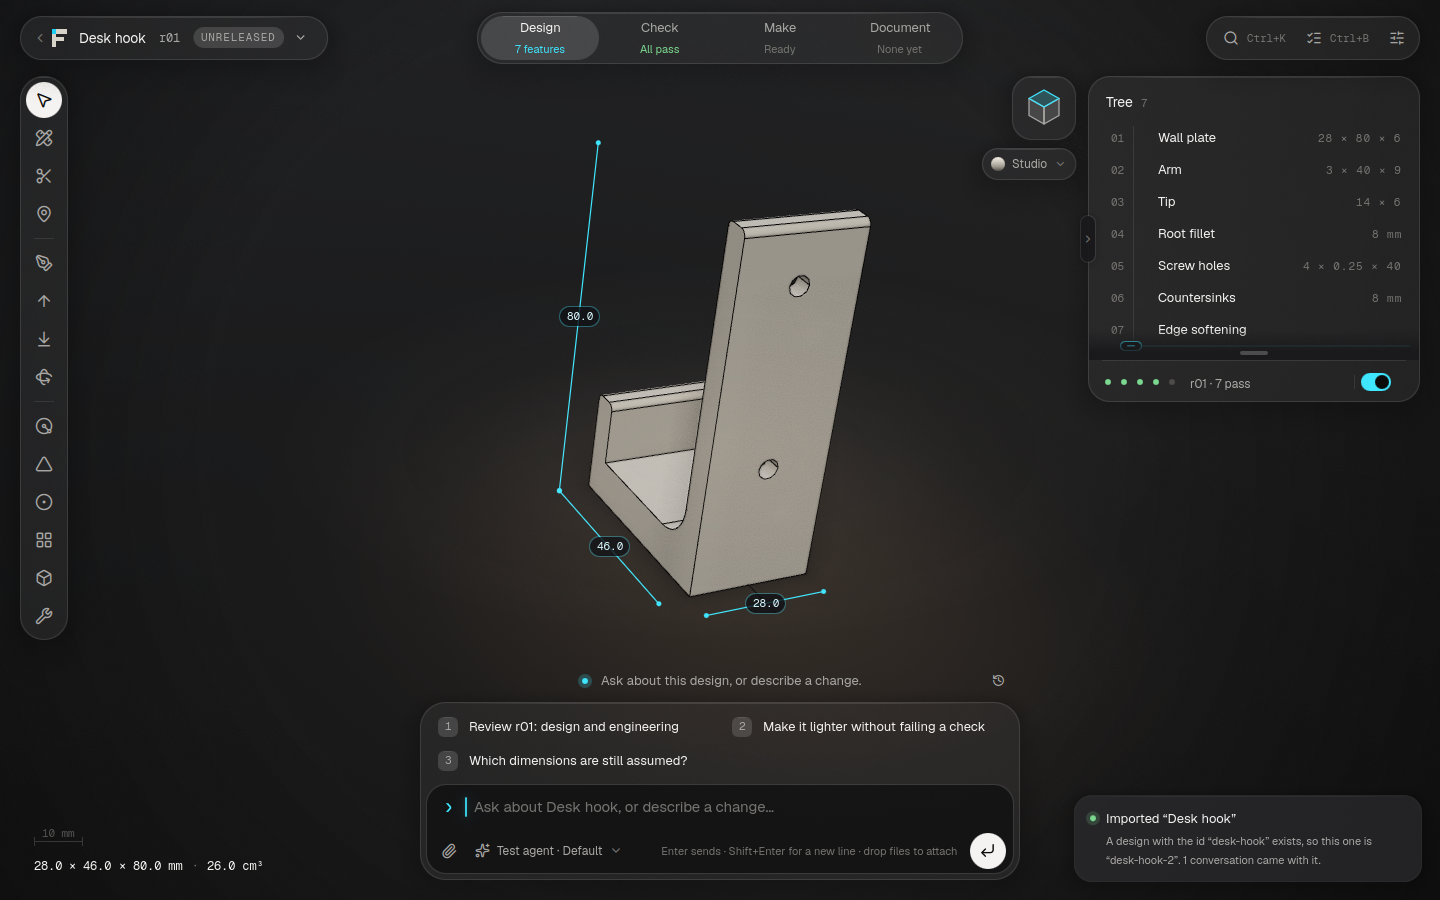 Desk hook r01 UNRELEASED
Design
7 features
Check
All pass
Make
Ready
Document
None yet
Ctrl+K
Ctrl+B
Studio
Tree 7
01 Wall plate 28 × 80 × 6
02 Arm 3 × 40 × 9
03 Tip 14 × 6
04 Root fillet 8 mm
05 Screw holes 4 × 0.25 × 40
06 Countersinks 8 mm
07 Edge softening
r01 · 7 pass
80.0
46.0
28.0
Ask about this design, or describe a change.
1 Review r01: design and engineering
2 Make it lighter without failing a check
3 Which dimensions are still assumed?
Ask about Desk hook, or describe a change...
Test agent · Default
Enter sends · Shift+Enter for a new line · drop files to attach
10 mm
28.0 × 46.0 × 80.0 mm · 26.0 cm³
Imported “Desk hook”
A design with the id “desk-hook” exists, so this one is
“desk-hook-2”. 1 conversation came with it.